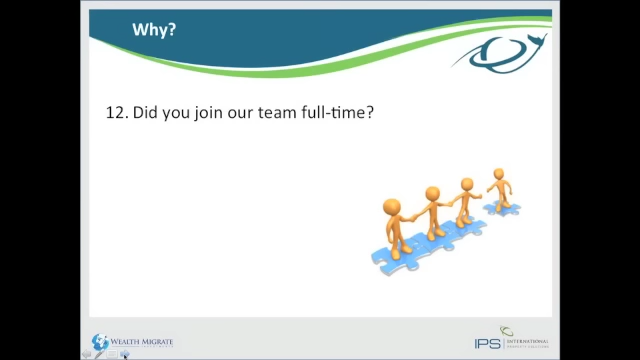 Why?
12. Did you join our team full-time?
WEALTH MIGRATE
IPS INTERNATIONAL